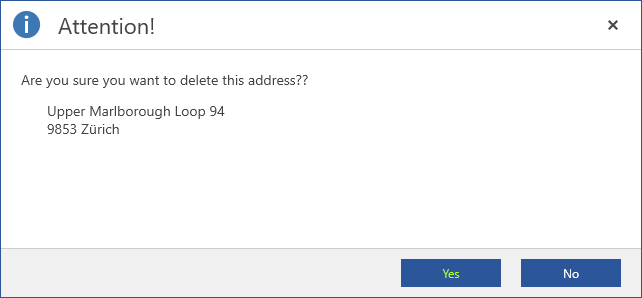 Attention!
Are you sure you want to delete this address??
Upper Marlborough Loop 94
9853 Zürich
Yes
No